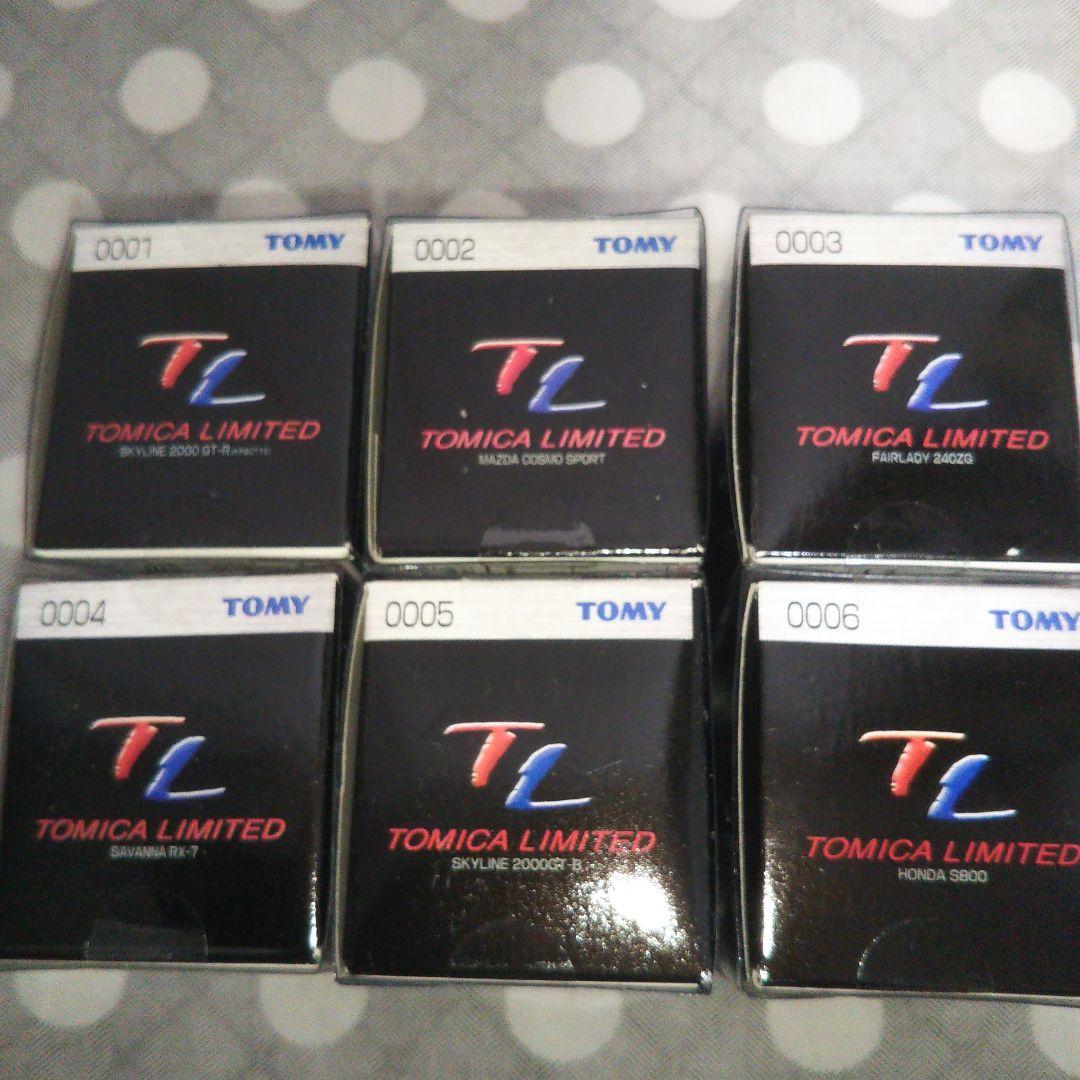 0001 TOMY
TL
TOMICA LIMITED
SKYLINE 2000 GT-R
0002 TOMY
TL
TOMICA LIMITED
MAZDA COSMO SPORT
0003 TOMY
TL
TOMICA LIMITED
FAIRLADY 240ZG
0004 TOMY
TL
TOMICA LIMITED
SAVANNA RX-7
0005 TOMY
TL
TOMICA LIMITED
SKYLINE 2000GT-B
0006 TOMY
TL
TOMICA LIMITED
HONDA S800